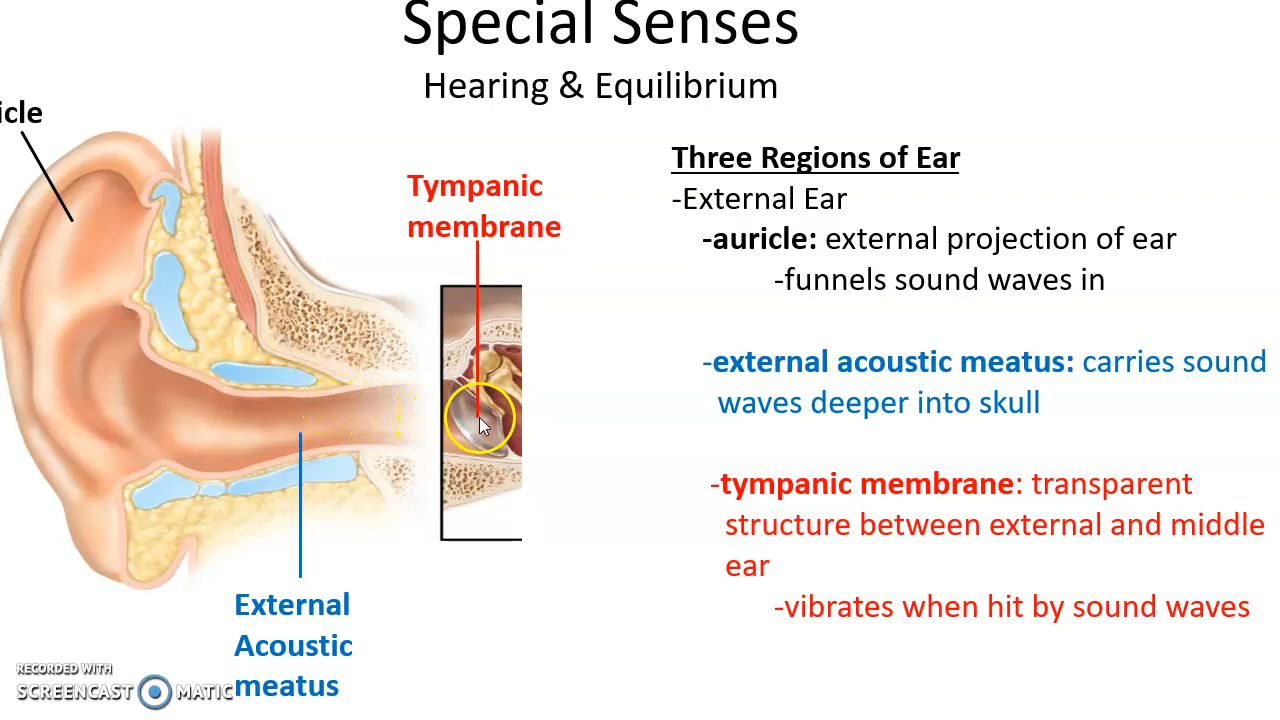 Special Senses
Hearing & Equilibrium
icle
Tympanic
membrane
External
Acoustic
meatus
Three Regions of Ear
-External Ear
-auricle: external projection of ear
-funnels sound waves in
-external acoustic meatus: carries sound
waves deeper into skull
-tympanic membrane: transparent
structure between external and middle
ear
-vibrates when hit by sound waves
RECORDED WITH
SCREENCAST MATIC